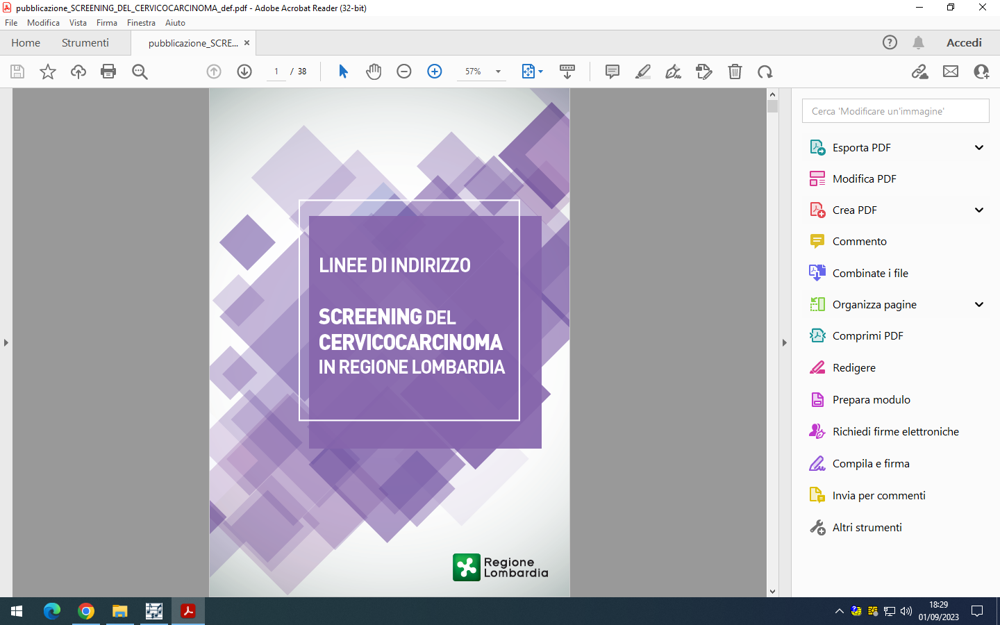 pubblicazione_SCREENING_DEL_CERVICOCARCINOMA_def.pdf - Adobe Acrobat Reader (32-bit)
File Modifica Vista Firma Finestra Aiuto
Home Strumenti pubblicazione_SCRE... × Accedi
1 / 38 57%
Cerca 'Modificare un'immagine'
Esporta PDF
Modifica PDF
Crea PDF
Commento
Combinate i file
Organizza pagine
Comprimi PDF
Redigere
Prepara modulo
Richiedi firme elettroniche
Compila e firma
Invia per commenti
Altri strumenti
LINEE DI INDIRIZZO
SCREENING DEL
CERVICOCARCINOMA
IN REGIONE LOMBARDIA
Regione
Lombardia
18:29
01/09/2023